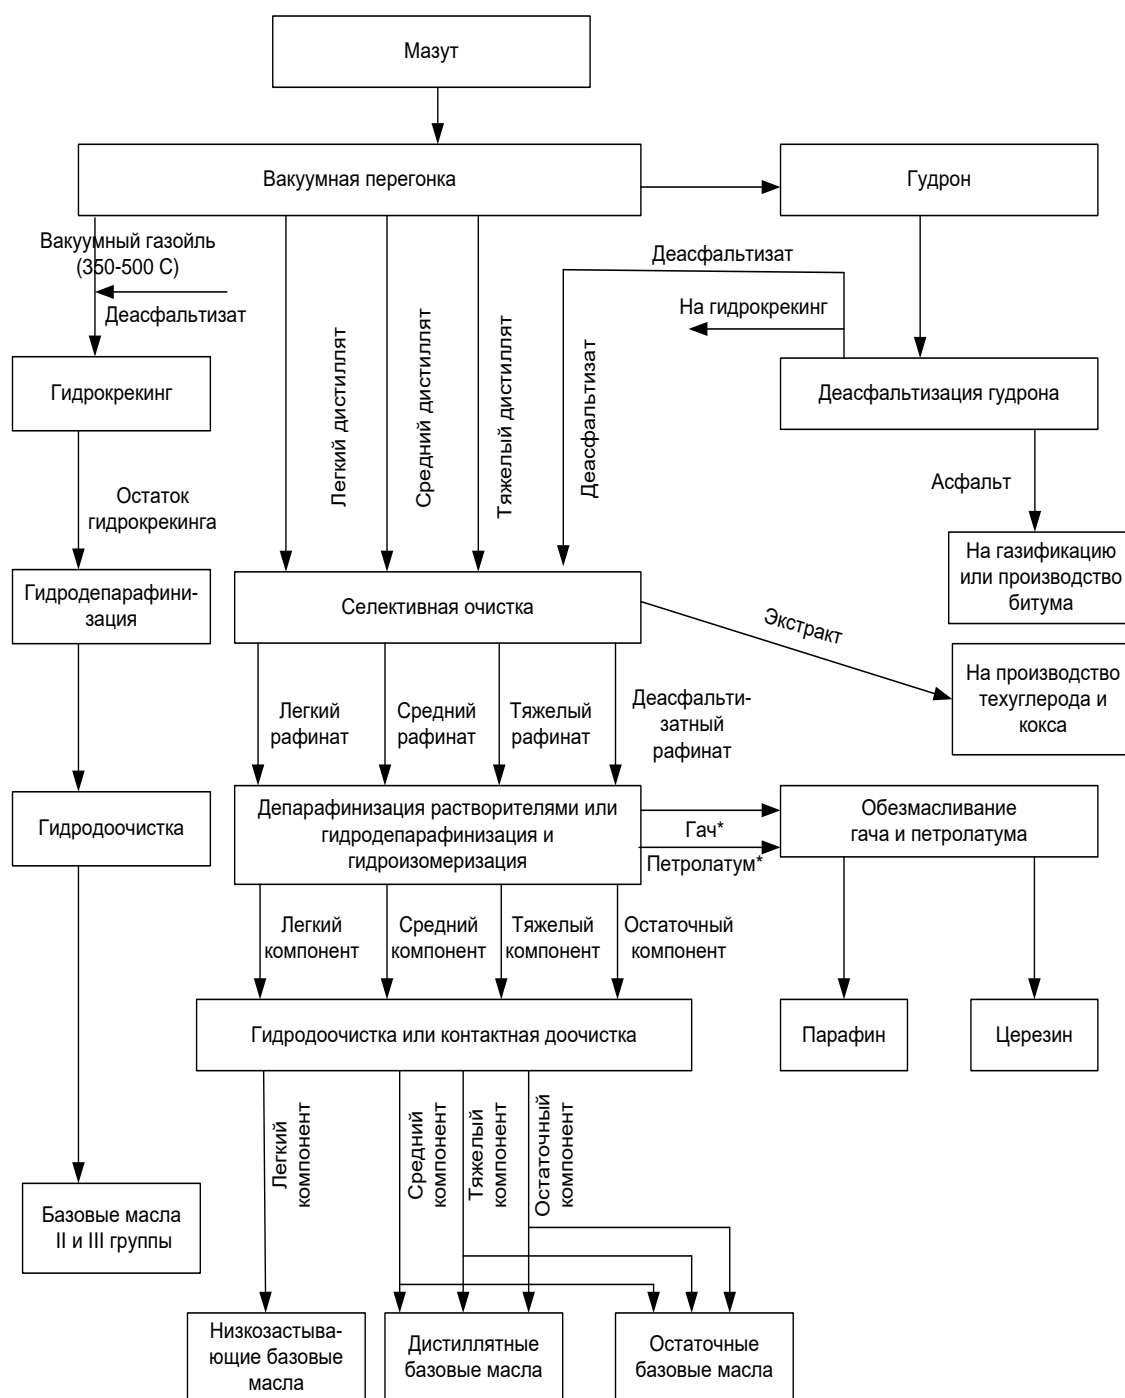 Мазут
Вакуумная перегонка
Гудрон
Вакуумный газойль
(350-500 С)
Деасфальтизат
Деасфальтизат
На гидрокрекинг
Легкий дистиллят
Средний дистиллят
Тяжелый дистиллят
Деасфальтизат
Гидрокрекинг
Деасфальтизация гудрона
Остаток
гидрокрекинга
Асфальт
На газификацию
или производство
битума
Гидродепарафини-
зация
Селективная очистка
Экстракт
На производство
техуглерода и
кокса
Легкий
рафинат
Средний
рафинат
Тяжелый
рафинат
Деасфальти-
затный
рафинат
Гидродоочистка
Депарафинизация растворителями или
гидродепарафинизация и
гидроизомеризация
Гач*
Петролатум*
Обезмасливание
гача и петролатума
Легкий
компонент
Средний
компонент
Тяжелый
компонент
Остаточный
компонент
Гидродоочистка или контактная доочистка
Парафин
Церезин
Легкий
компонент
Средний
компонент
Тяжелый
компонент
Остаточный
компонент
Базовые масла
II и III группы
Низкозастыва-
ющие базовые
масла
Дистиллятные
базовые масла
Остаточные
базовые масла